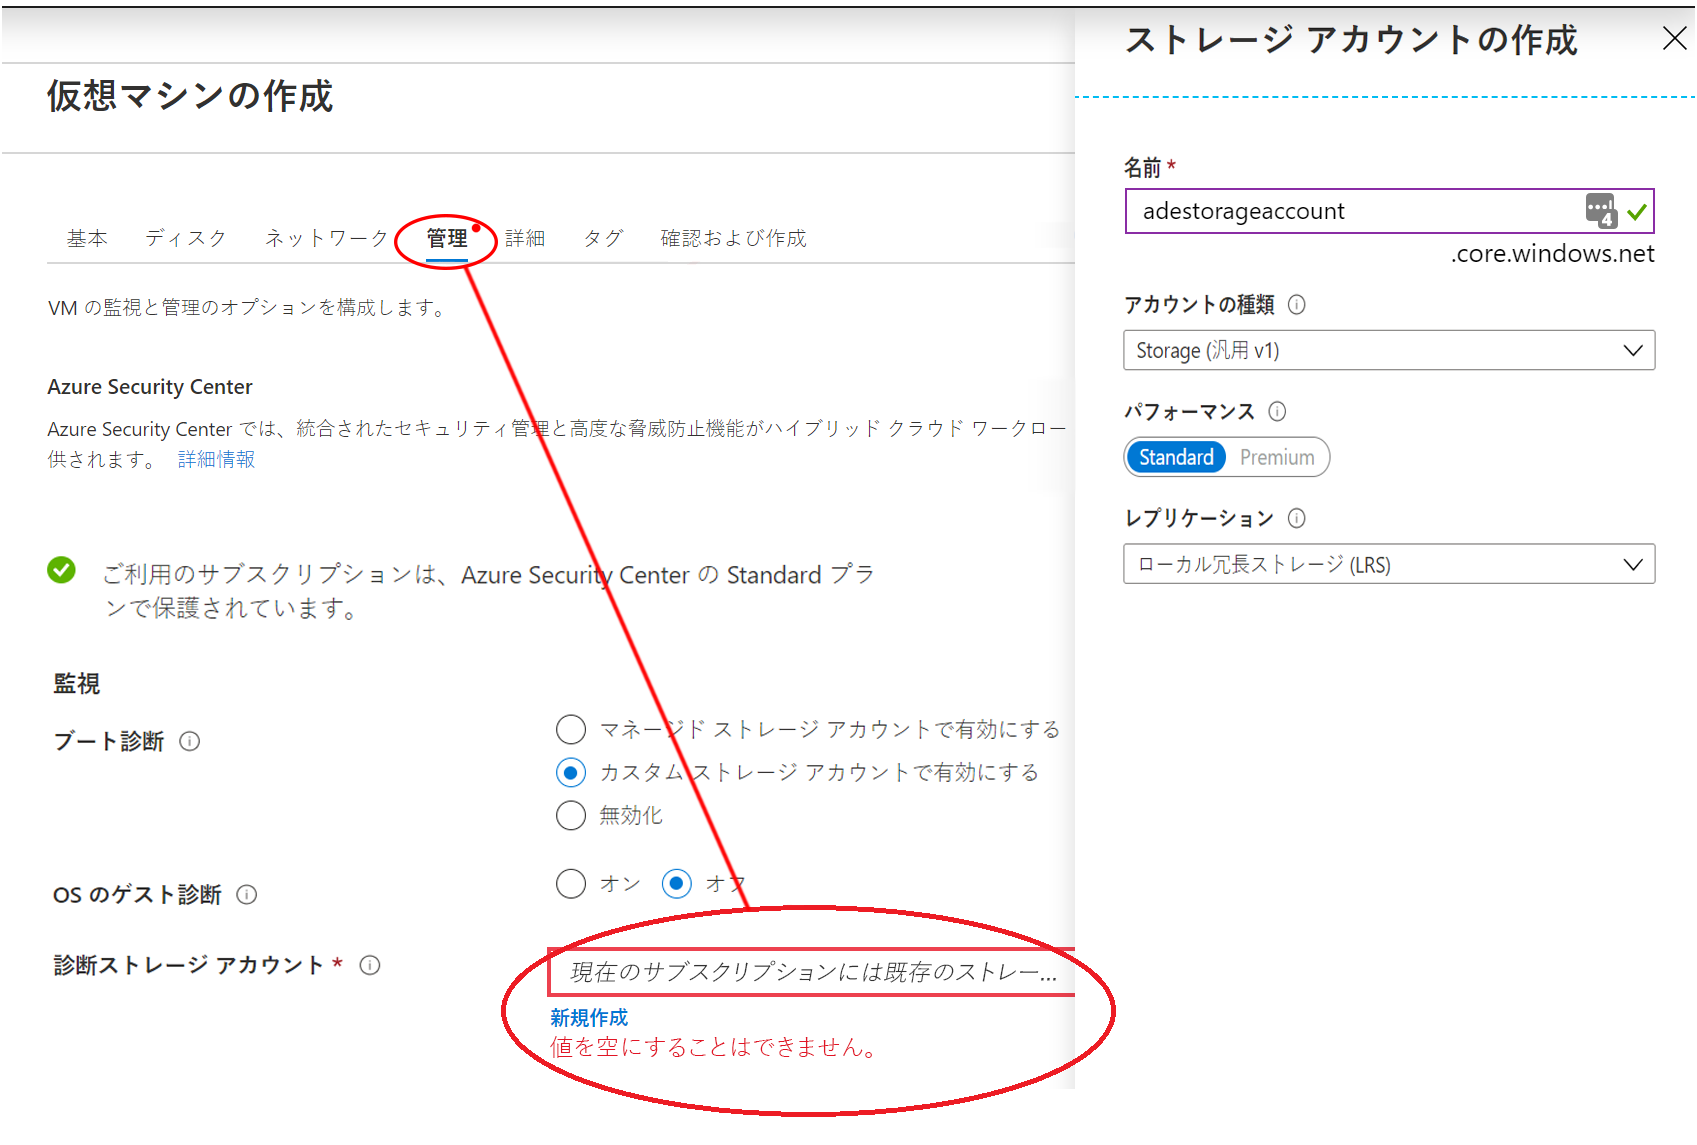 仮想マシンの作成
基本 ディスク ネットワーク 管理 詳細 タグ 確認および作成
VM の監視と管理のオプションを構成します。
Azure Security Center
Azure Security Center では、統合されたセキュリティ管理と高度な脅威防止機能がハイブリッド クラウド ワークロー
供されます。 詳細情報
ご利用のサブスクリプションは、Azure Security Center の Standard プラ
ンで保護されています。
監視
ブート診断
マネージド ストレージ アカウントで有効にする
カスタム ストレージ アカウントで有効にする
無効化
OS のゲスト診断
オン オフ
診断ストレージ アカウント *
現在のサブスクリプションには既存のストレー...
新規作成
値を空にすることはできません。
ストレージ アカウントの作成
名前 *
adestorageaccount
4
.core.windows.net
アカウントの種類
Storage (汎用 v1)
パフォーマンス
Standard Premium
レプリケーション
ローカル冗長ストレージ (LRS)